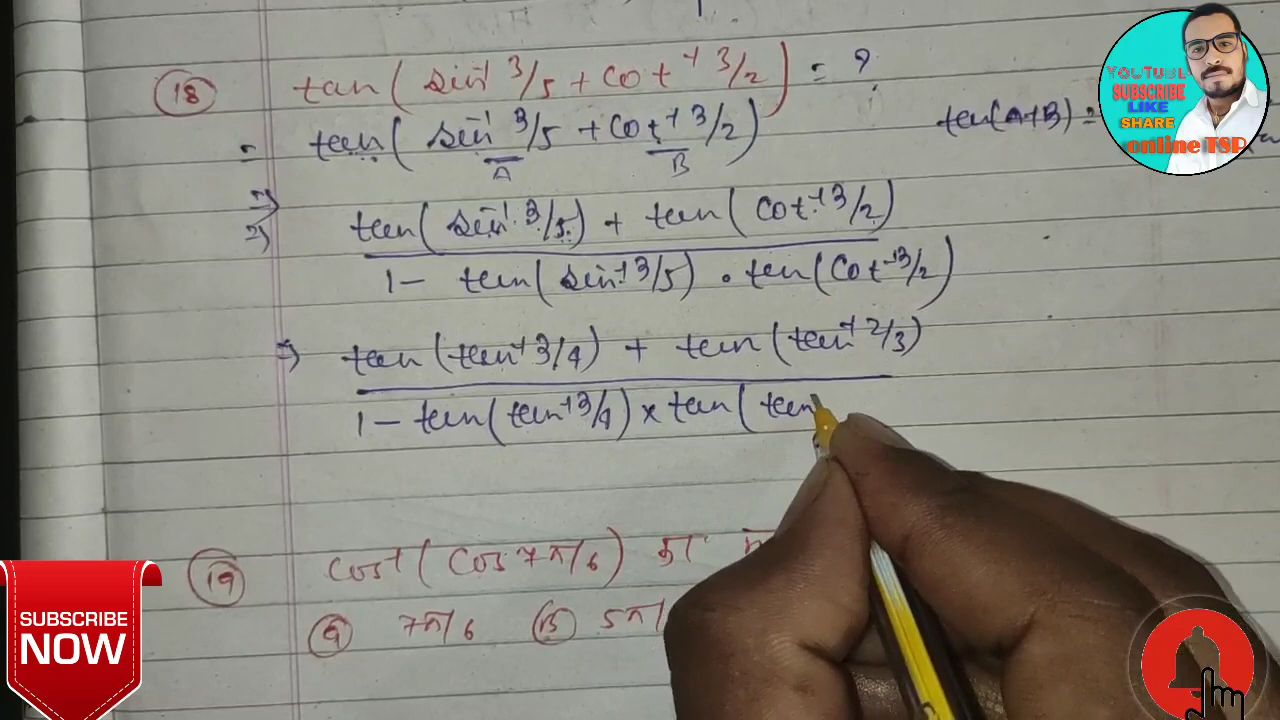 18 tan(sin⁻¹ 3/5 + cot⁻¹ 3/2) = ?
= tan(sin⁻¹ 3/5 + cot⁻¹ 3/2) tan(A+B) =
A B
⇒ tan(sin⁻¹ 3/5) + tan(cot⁻¹ 3/2)
1 - tan(sin⁻¹ 3/5) . tan(cot⁻¹ 3/2)
⇒ tan(tan⁻¹ 3/4) + tan(tan⁻¹ 2/3)
1 - tan(tan⁻¹ 3/4) × tan(tan
19 cos⁻¹(cos 7π/6) का
7π/6 B 5π/
YOUTUBE
SUBSCRIBE
LIKE
SHARE
online TSP
SUBSCRIBE
NOW